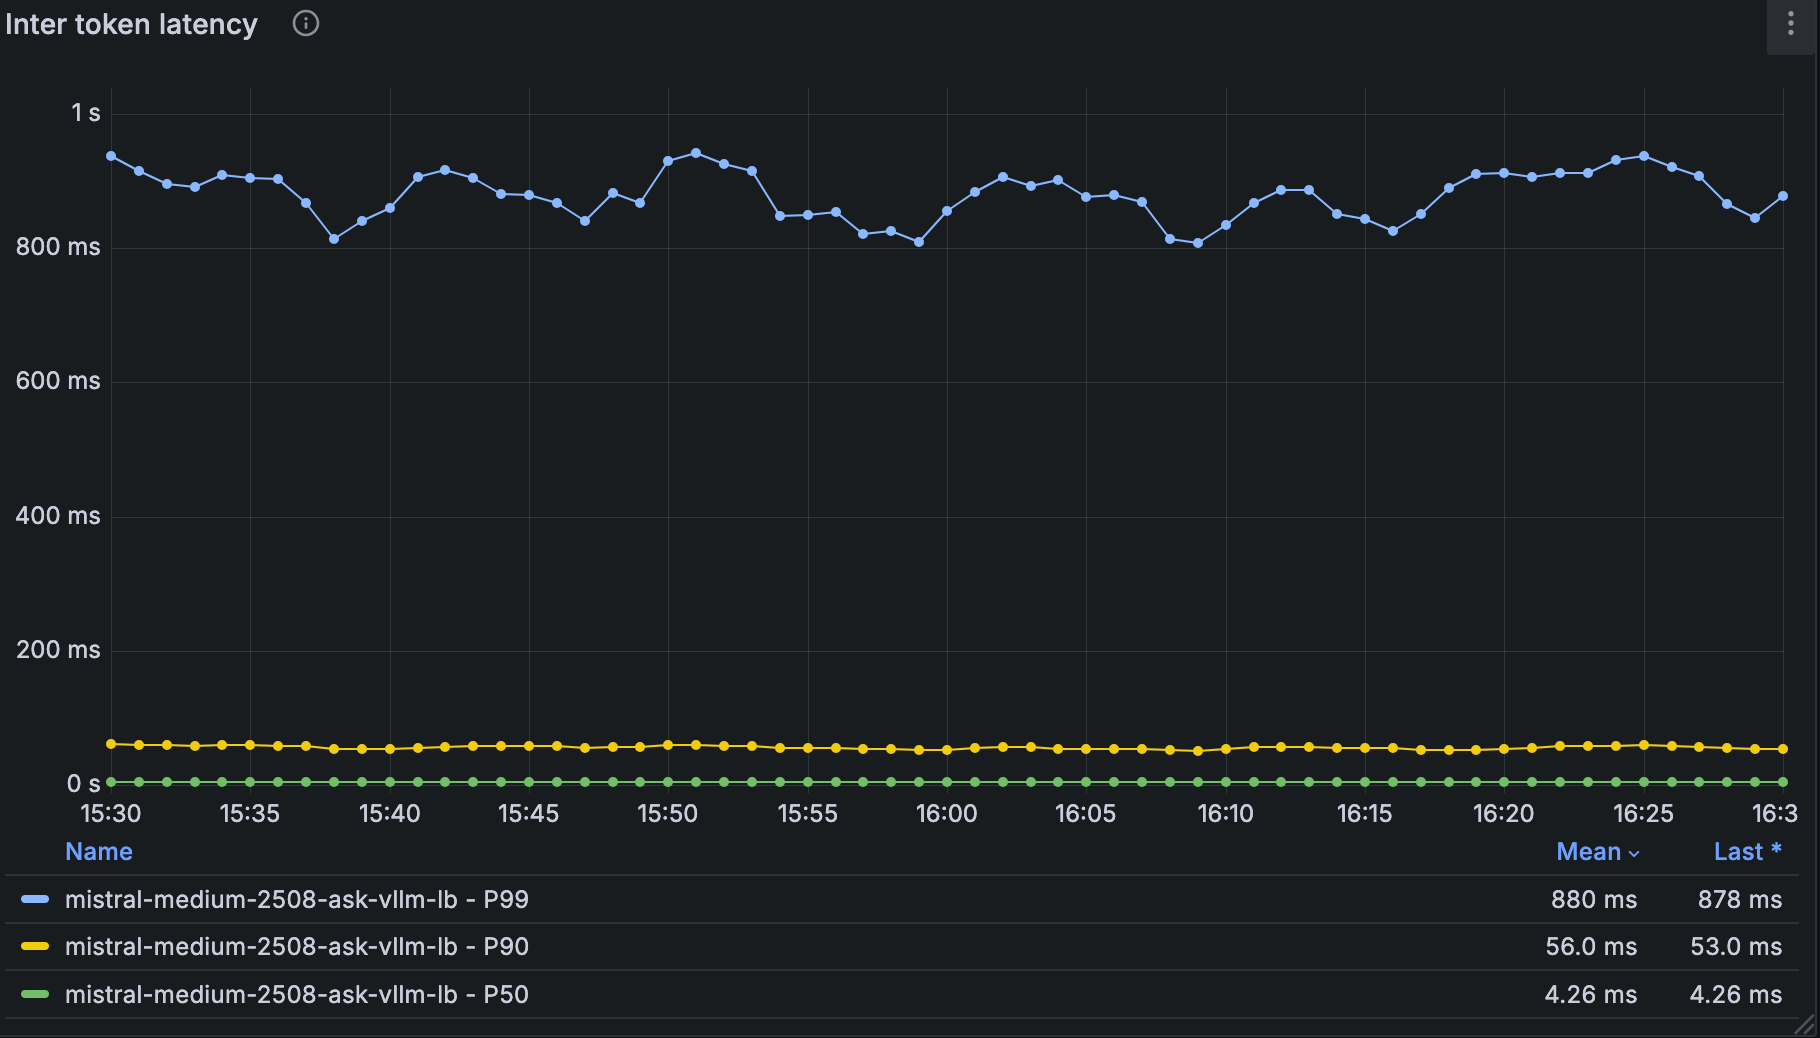 Inter token latency
1 s
800 ms
600 ms
400 ms
200 ms
0 s
15:30 15:35 15:40 15:45 15:50 15:55 16:00 16:05 16:10 16:15 16:20 16:25 16:3
Name Mean Last *
mistral-medium-2508-ask-vllm-lb - P99 880 ms 878 ms
mistral-medium-2508-ask-vllm-lb - P90 56.0 ms 53.0 ms
mistral-medium-2508-ask-vllm-lb - P50 4.26 ms 4.26 ms